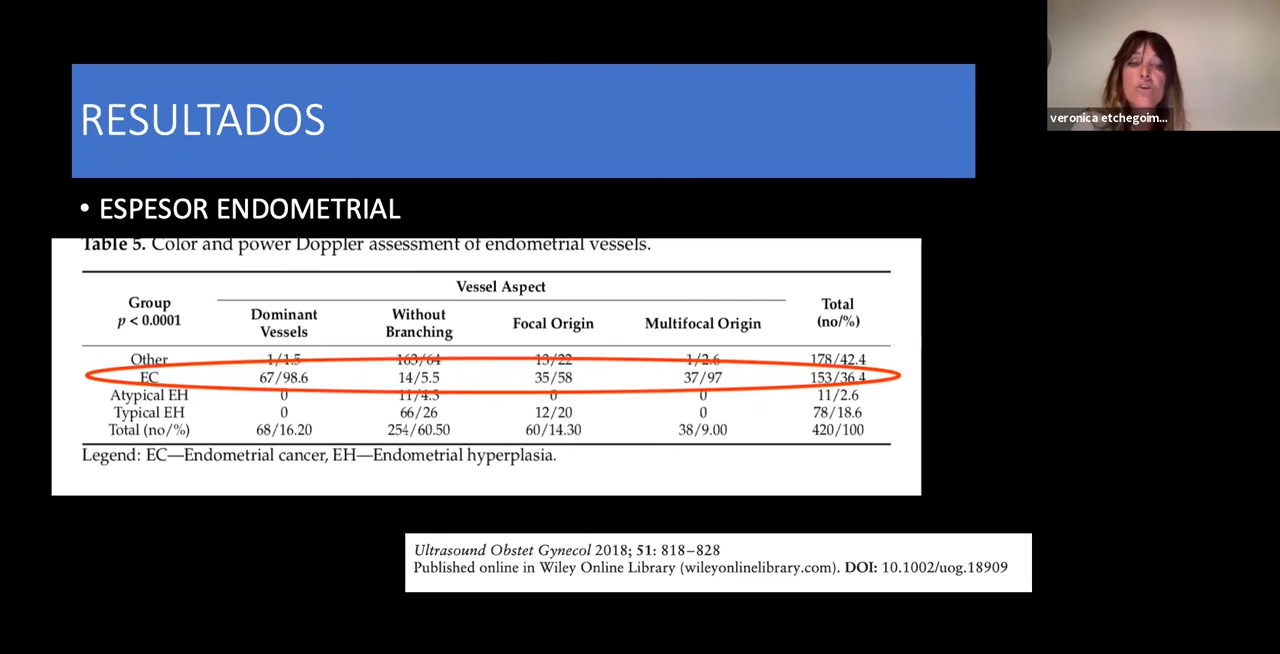 RESULTADOS
veronica etchegoim...
• ESPESOR ENDOMETRIAL
Table 5. Color and power Doppler assessment of endometrial vessels.
Group
p < 0.0001
Vessel Aspect
Total
(no/%)
Dominant
Vessels
Without
Branching
Focal Origin
Multifocal Origin
Other 1/1.5 163/64 13/22 1/2.6 178/42.4
EC 67/98.6 14/5.5 35/58 37/97 153/36.4
Atypical EH 0 11/4.3 0 0 11/2.6
Typical EH 0 66/26 12/20 0 78/18.6
Total (no/%) 68/16.20 254/60.50 60/14.30 38/9.00 420/100
Legend: EC—Endometrial cancer, EH—Endometrial hyperplasia.
Ultrasound Obstet Gynecol 2018; 51: 818–828
Published online in Wiley Online Library (wileyonlinelibrary.com). DOI: 10.1002/uog.18909